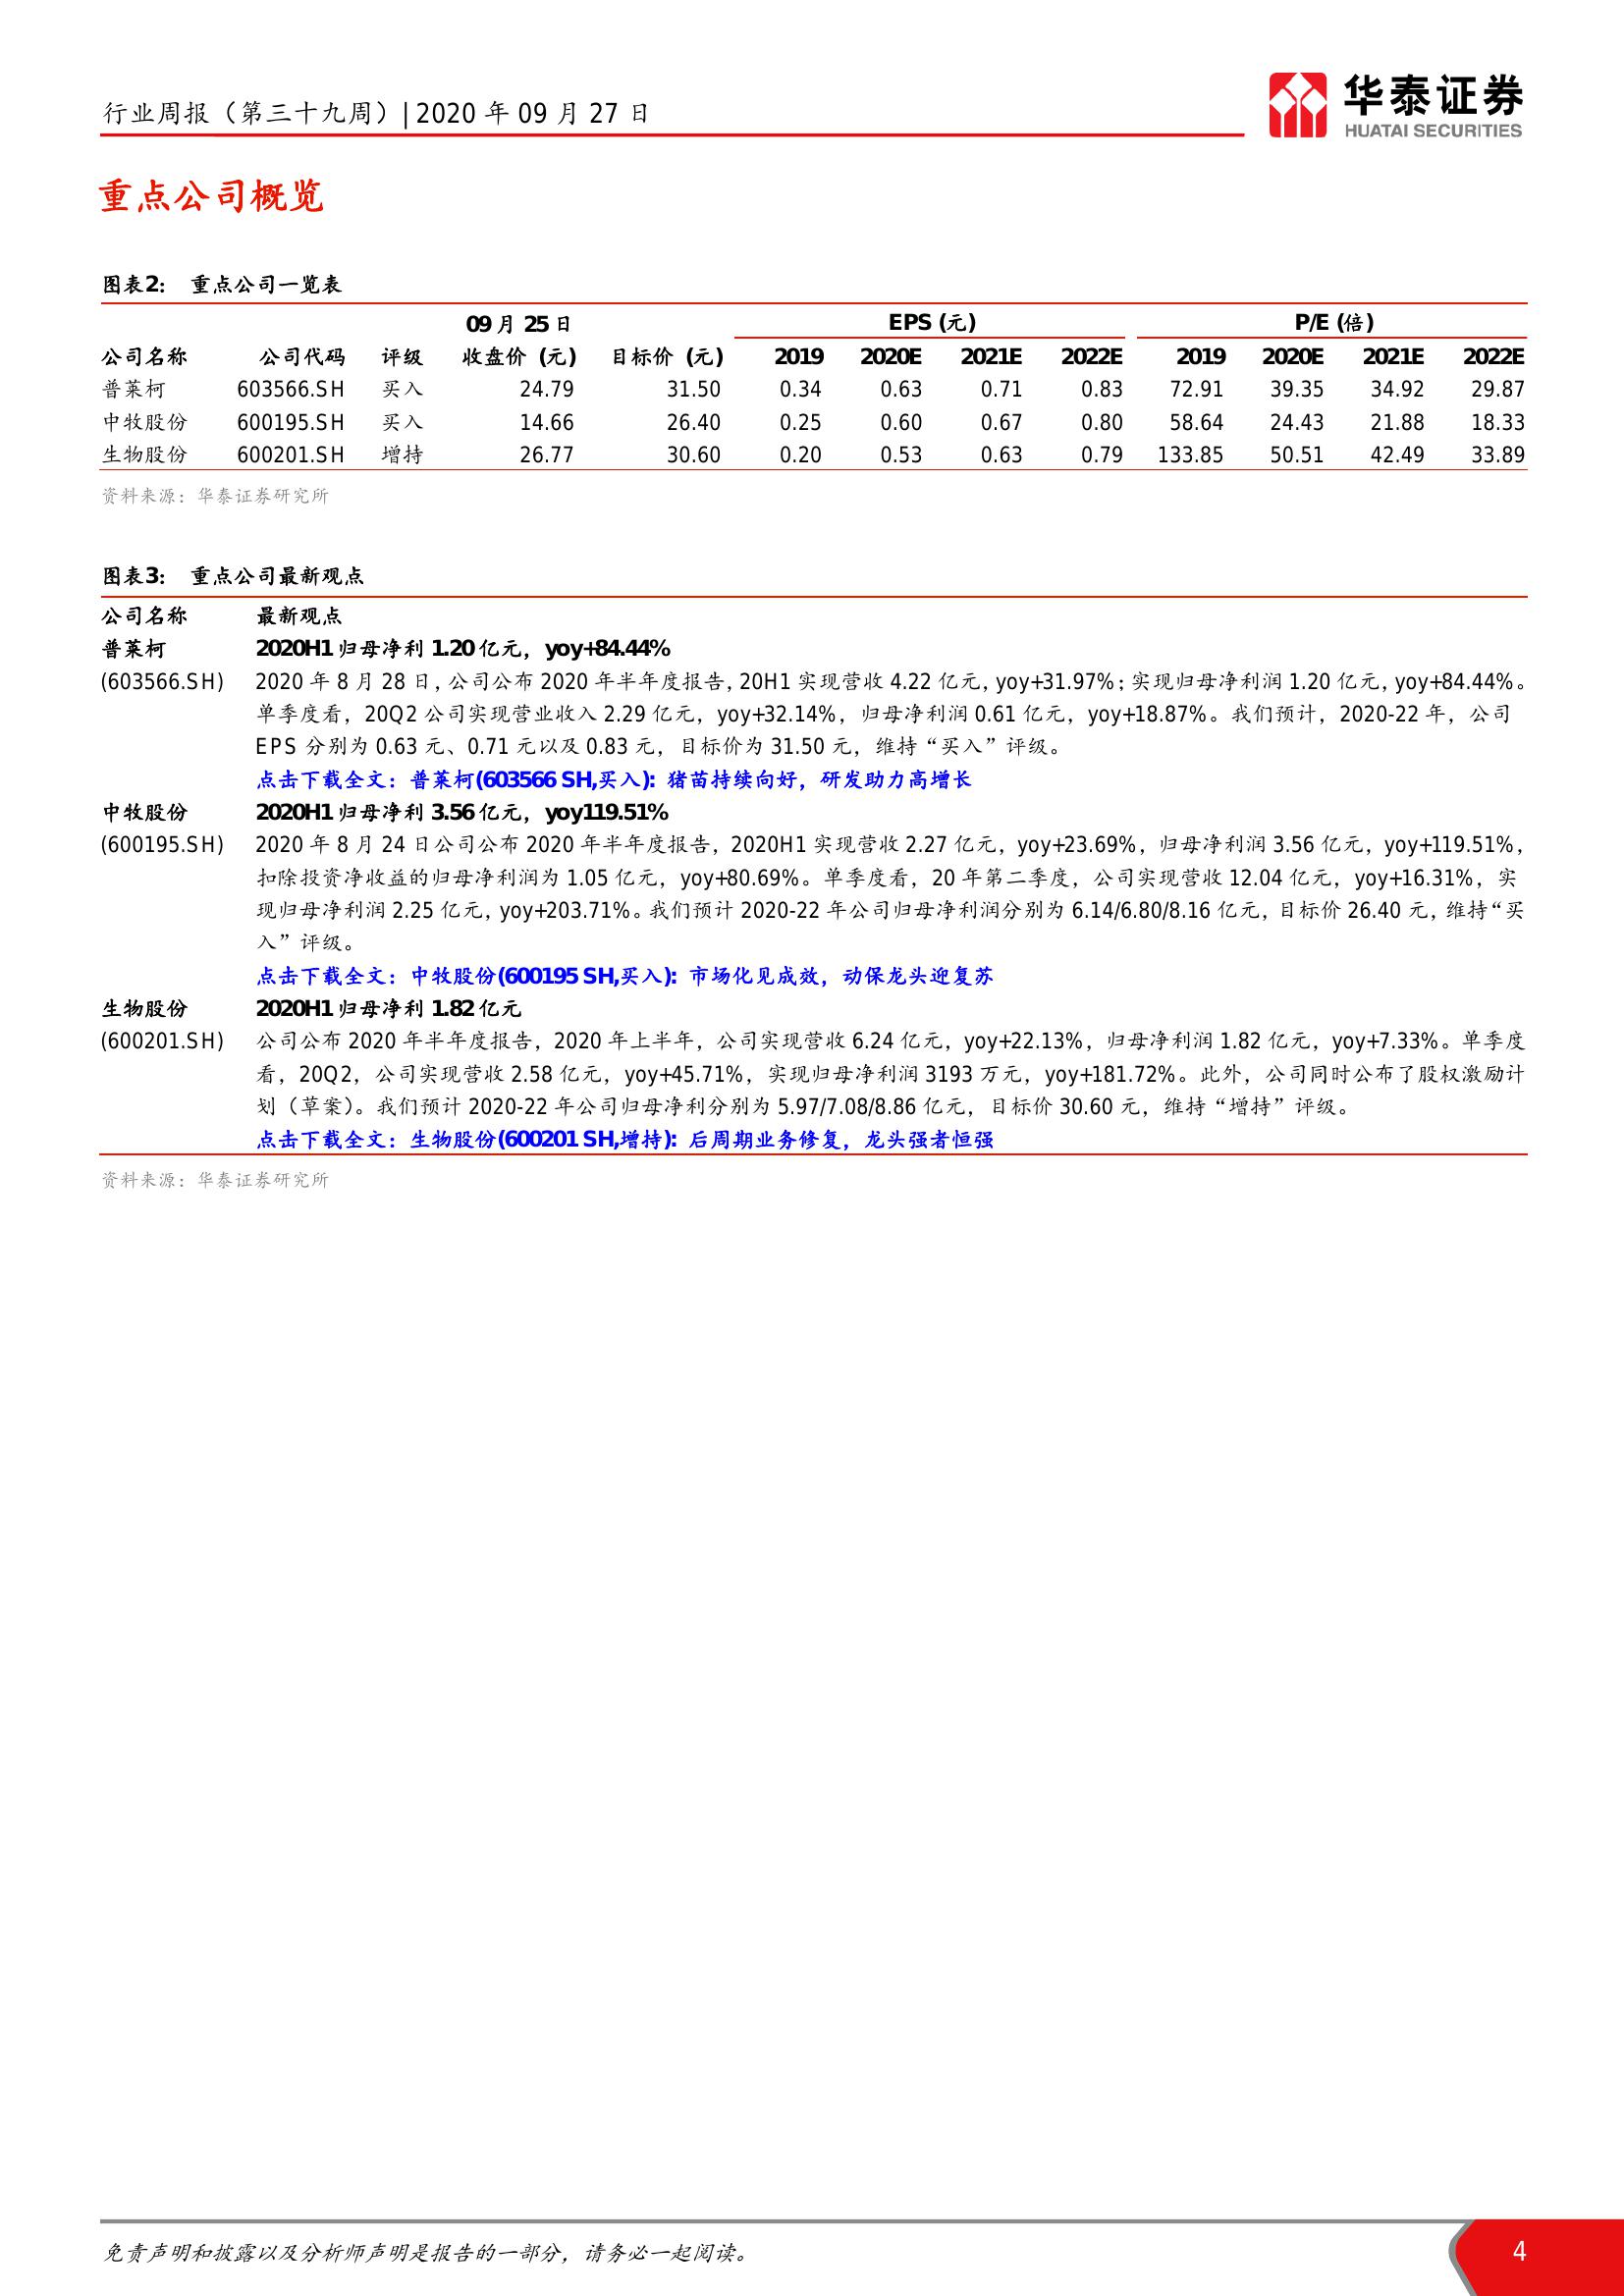 行业周报（第三十九周）| 2020 年 09 月 27 日
华泰证券
HUATAI SECURITIES
重点公司概览
图表2： 重点公司一览表
09 月 25 日 EPS (元) P/E (倍)
公司名称 公司代码 评级 收盘价 (元) 目标价 (元) 2019 2020E 2021E 2022E 2019 2020E 2021E 2022E
普莱柯 603566.SH 买入 24.79 31.50 0.34 0.63 0.71 0.83 72.91 39.35 34.92 29.87
中牧股份 600195.SH 买入 14.66 26.40 0.25 0.60 0.67 0.80 58.64 24.43 21.88 18.33
生物股份 600201.SH 增持 26.77 30.60 0.20 0.53 0.63 0.79 133.85 50.51 42.49 33.89
资料来源：华泰证券研究所
图表3： 重点公司最新观点
公司名称 最新观点
普莱柯 2020H1 归母净利 1.20 亿元，yoy+84.44%
(603566.SH) 2020 年 8 月 28 日，公司公布 2020 年半年度报告，20H1 实现营收 4.22 亿元，yoy+31.97%；实现归母净利润 1.20 亿元，yoy+84.44%。
单季度看，20Q2 公司实现营业收入 2.29 亿元，yoy+32.14%，归母净利润 0.61 亿元，yoy+18.87%。我们预计，2020-22 年，公司
EPS 分别为 0.63 元、0.71 元以及 0.83 元，目标价为 31.50 元，维持“买入”评级。
点击下载全文：普莱柯(603566 SH,买入): 猪苗持续向好，研发助力高增长
中牧股份 2020H1 归母净利 3.56 亿元，yoy119.51%
(600195.SH) 2020 年 8 月 24 日公司公布 2020 年半年度报告，2020H1 实现营收 2.27 亿元，yoy+23.69%，归母净利润 3.56 亿元，yoy+119.51%，
扣除投资净收益的归母净利润为 1.05 亿元，yoy+80.69%。单季度看，20 年第二季度，公司实现营收 12.04 亿元，yoy+16.31%，实
现归母净利润 2.25 亿元，yoy+203.71%。我们预计 2020-22 年公司归母净利润分别为 6.14/6.80/8.16 亿元，目标价 26.40 元，维持“买
入”评级。
点击下载全文：中牧股份(600195 SH,买入): 市场化见成效，动保龙头迎复苏
生物股份 2020H1 归母净利 1.82 亿元
(600201.SH) 公司公布 2020 年半年度报告，2020 年上半年，公司实现营收 6.24 亿元，yoy+22.13%，归母净利润 1.82 亿元，yoy+7.33%。单季度
看，20Q2，公司实现营收 2.58 亿元，yoy+45.71%，实现归母净利润 3193 万元，yoy+181.72%。此外，公司同时公布了股权激励计
划（草案）。我们预计 2020-22 年公司归母净利分别为 5.97/7.08/8.86 亿元，目标价 30.60 元，维持“增持”评级。
点击下载全文：生物股份(600201 SH,增持): 后周期业务修复，龙头强者恒强
资料来源：华泰证券研究所
免责声明和披露以及分析师声明是报告的一部分，请务必一起阅读。 4